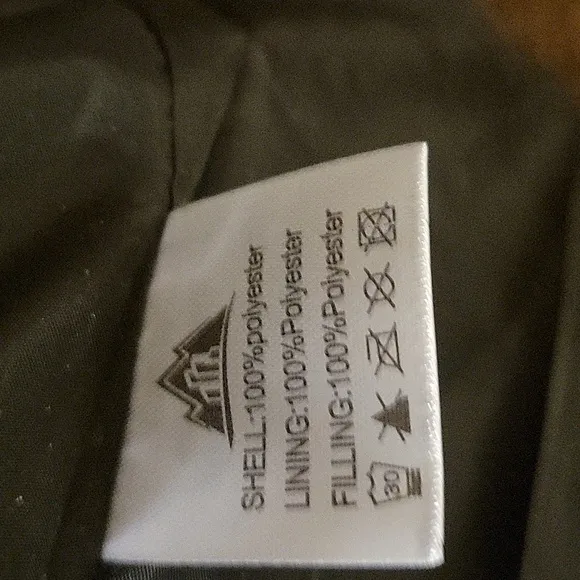 SHELL:100%polyester
LINING:100%Polyester
FILLING:100%Polyester
30